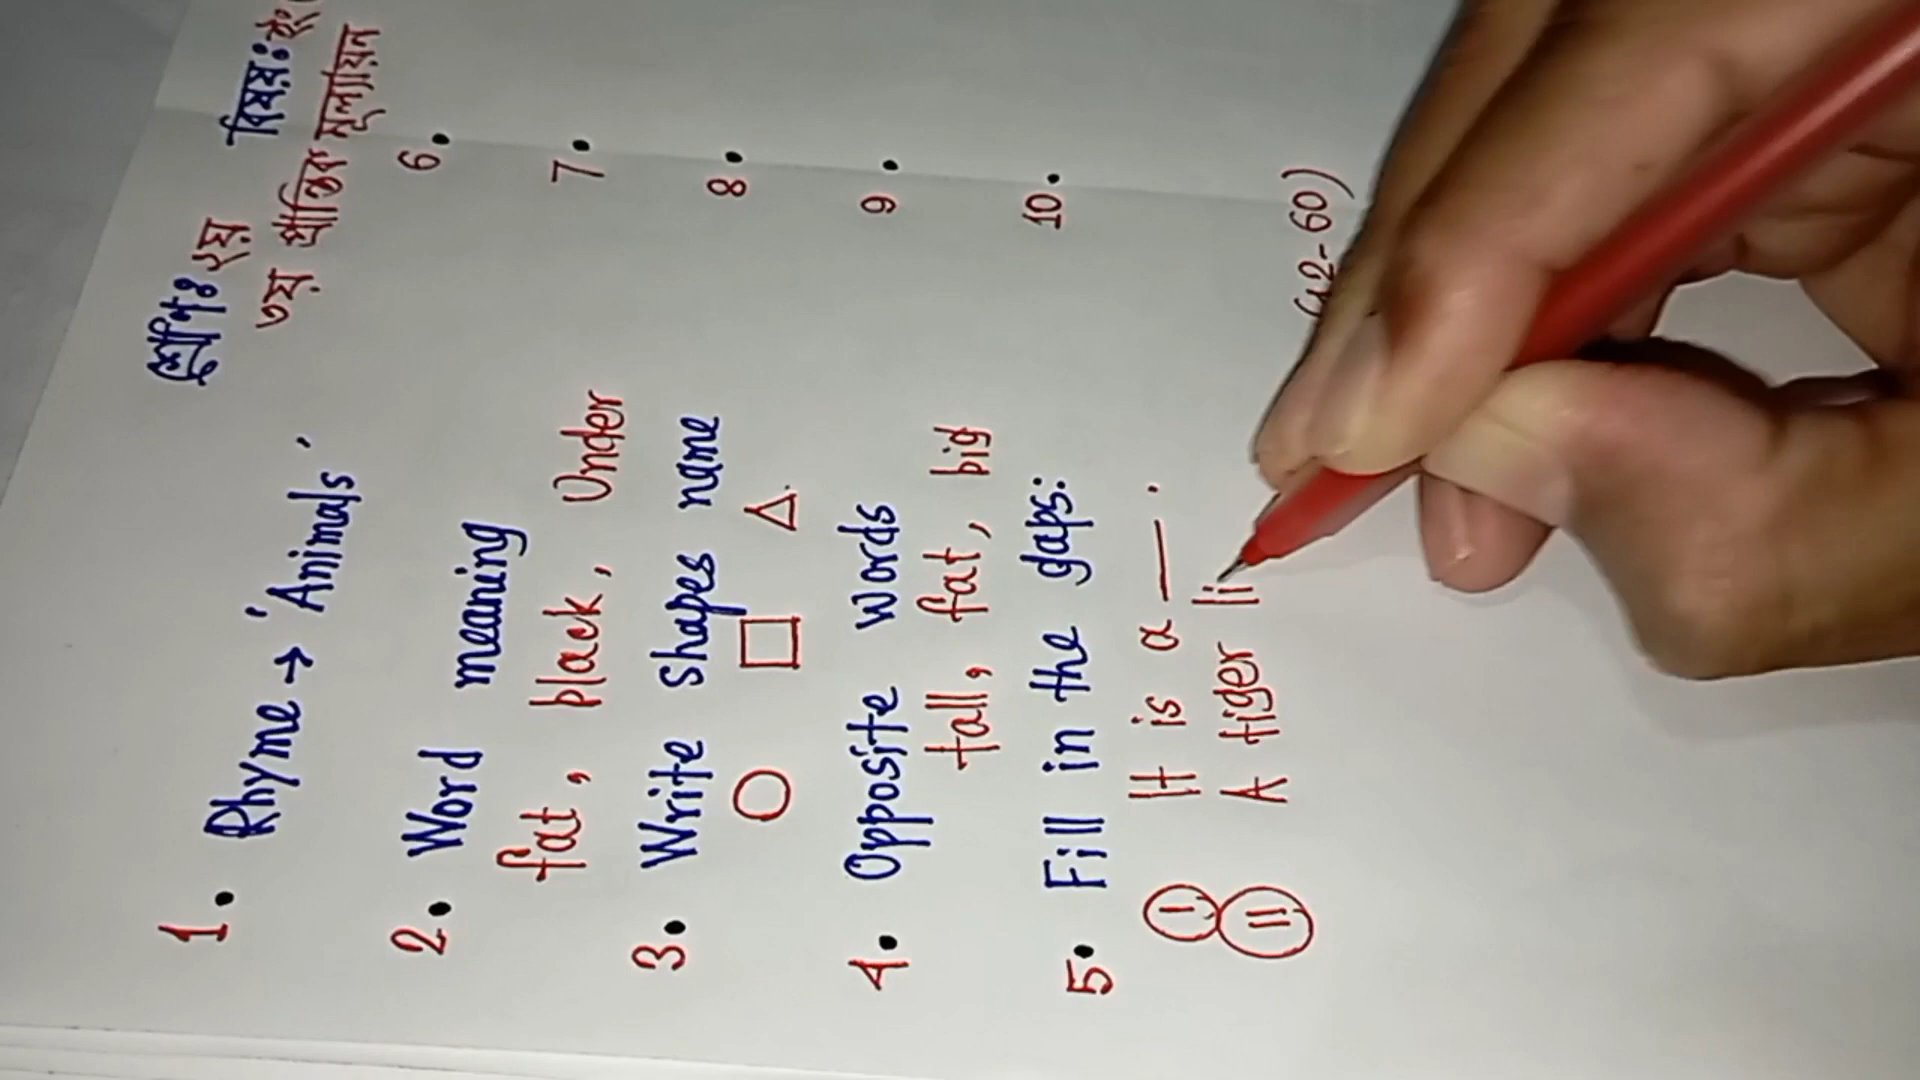 শ্রেণিঃ ২য় বিষয়ঃ
৩য় প্রান্তিক মূল্যায়ন
1. Rhyme → 'Animals'
2. Word meaning
fat, black, Under
3. Write shapes name
4. Opposite words
tall, fat, big
5. Fill in the gaps:
i It is a — .
ii A tiger li
6.
7.
8.
9.
10.
2-60)